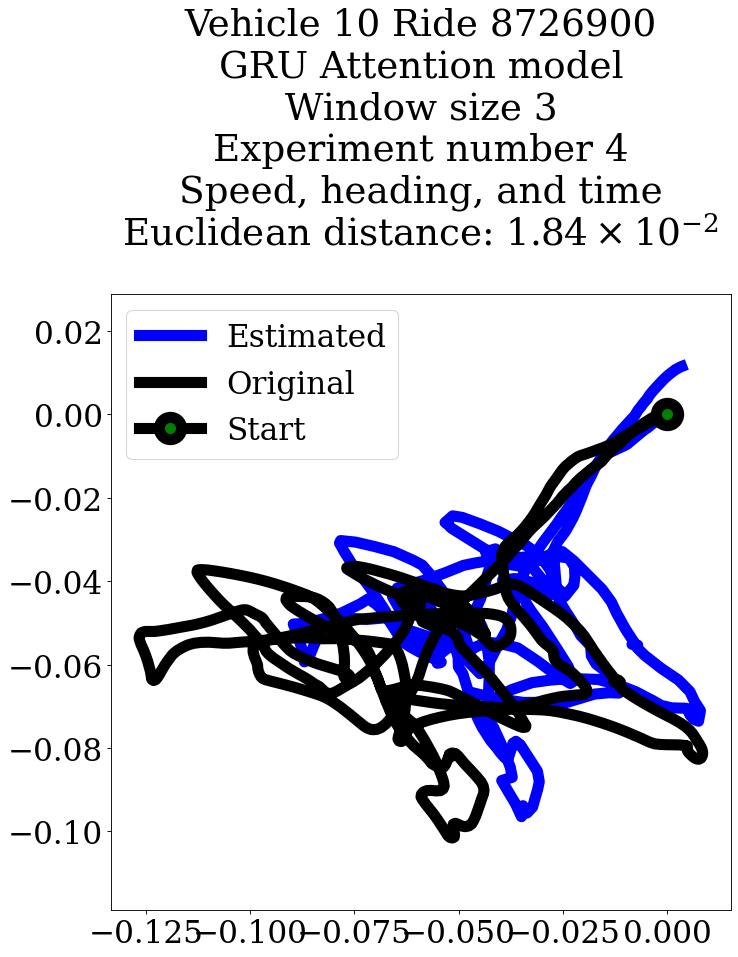 Vehicle 10 Ride 8726900
GRU Attention model
Window size 3
Experiment number 4
Speed, heading, and time
Euclidean distance: 1.84 × 10⁻²
Estimated
Original
Start
0.02
0.00
−0.02
−0.04
−0.06
−0.08
−0.10
−0.125 −0.100 −0.075 −0.050 −0.025 0.000